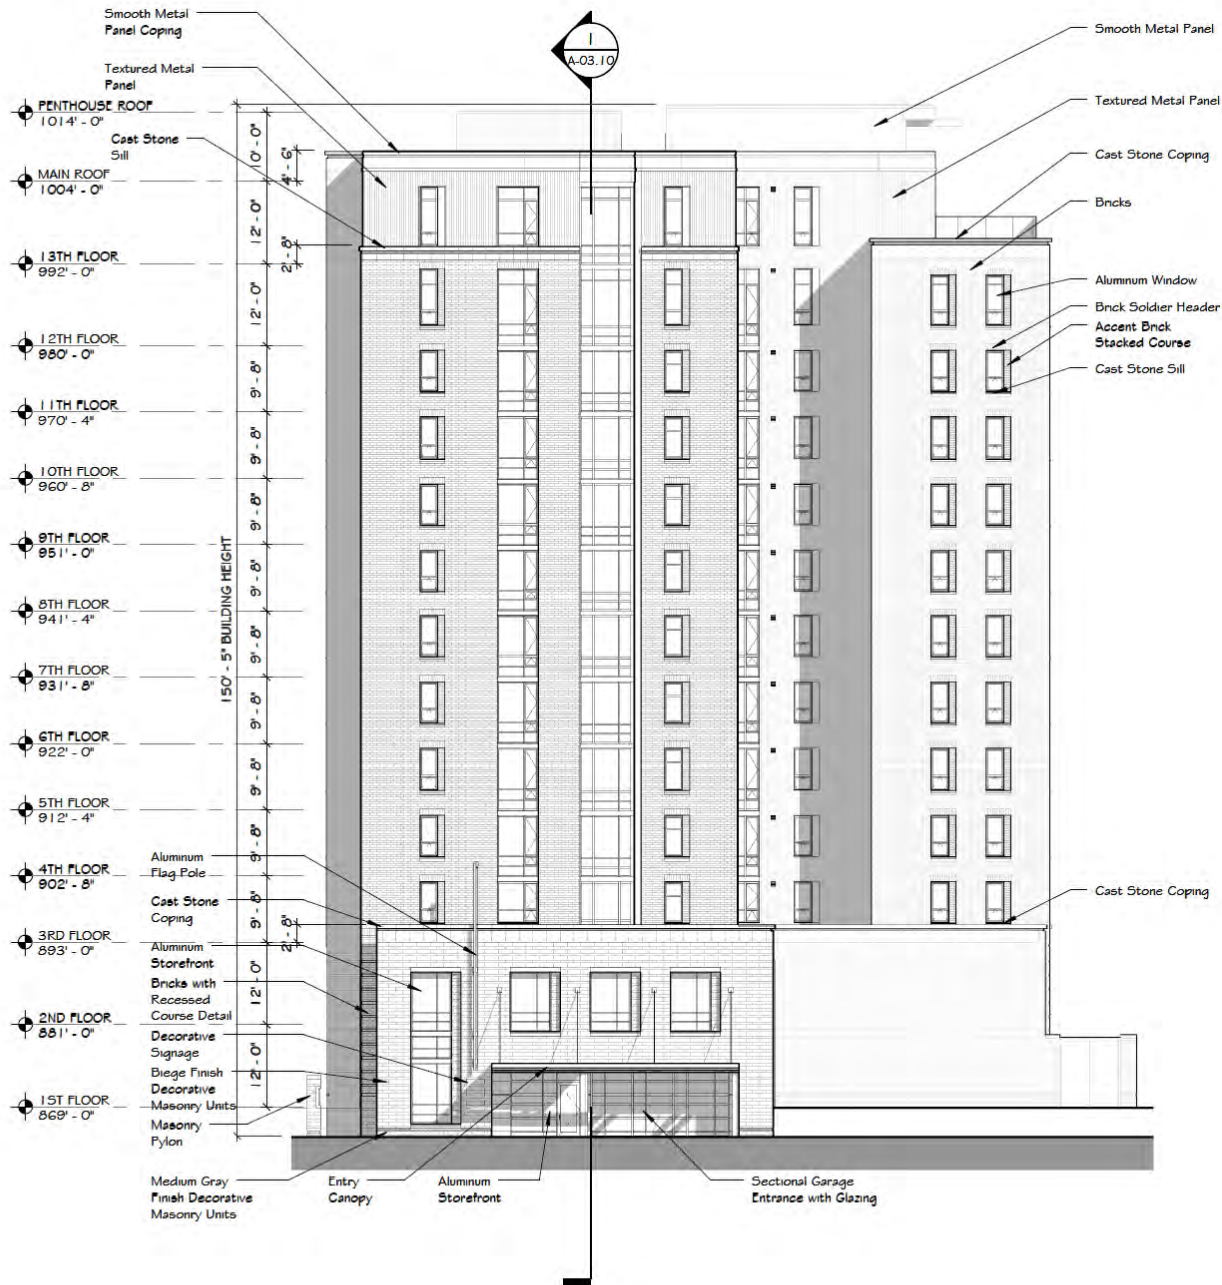 Smooth Metal
Panel Coping
1
A-03.10
Smooth Metal Panel
Textured Metal
Panel
Textured Metal Panel
PENTHOUSE ROOF
1014' - 0"
Cast Stone
Sill
10' - 0"
4' - 6"
Cast Stone Coping
MAIN ROOF
1004' - 0"
Bricks
12' - 0"
2' - 8"
13TH FLOOR
992' - 0"
Aluminum Window
12' - 0"
Brick Soldier Header
Accent Brick
Stacked Course
12TH FLOOR
980' - 0"
Cast Stone Sill
9' - 8"
11TH FLOOR
970' - 4"
9' - 8"
10TH FLOOR
960' - 8"
9' - 8"
9TH FLOOR
951' - 0"
150' - 5" BUILDING HEIGHT
9' - 8"
8TH FLOOR
941' - 4"
9' - 8"
7TH FLOOR
931' - 8"
9' - 8"
6TH FLOOR
922' - 0"
9' - 8"
5TH FLOOR
912' - 4"
9' - 8"
Aluminum
Flag Pole
4TH FLOOR
902' - 8"
Cast Stone Coping
Cast Stone
Coping
9' - 8"
2' - 8"
3RD FLOOR
893' - 0"
Aluminum
Storefront
Bricks with
Recessed
Course Detail
12' - 0"
2ND FLOOR
881' - 0"
Decorative
Signage
Biege Finish
Decorative
Masonry Units
12' - 0"
1ST FLOOR
869' - 0"
Masonry
Pylon
Medium Gray
Finish Decorative
Masonry Units
Entry
Canopy
Aluminum
Storefront
Sectional Garage
Entrance with Glazing